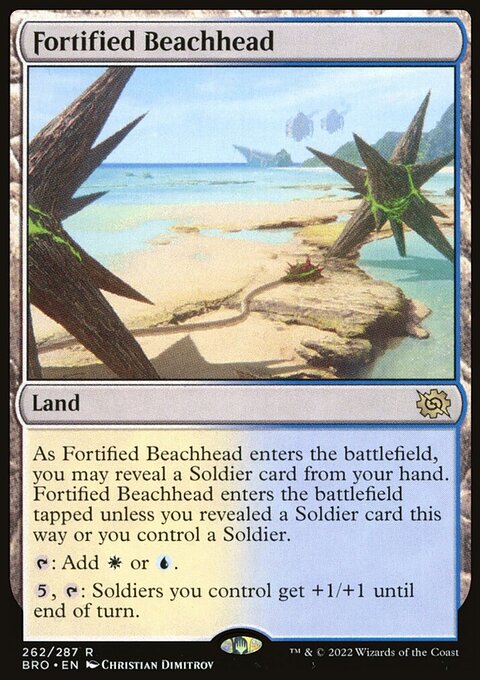 Fortified Beachhead
Land
As Fortified Beachhead enters the battlefield,
you may reveal a Soldier card from your hand.
Fortified Beachhead enters the battlefield
tapped unless you revealed a Soldier card this
way or you control a Soldier.
: Add or .
5, : Soldiers you control get +1/+1 until
end of turn.
262/287 R
BRO • EN Christian Dimitrov
™ & © 2022 Wizards of the Coast